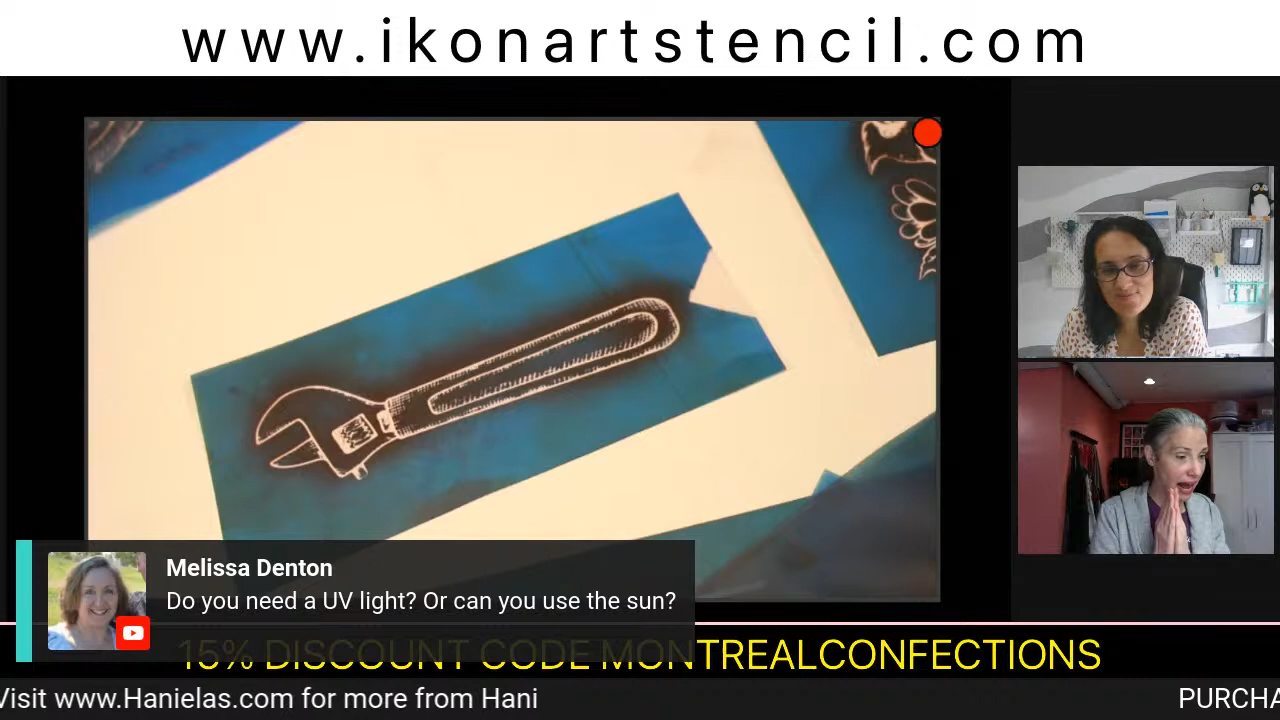 www.ikonartstencil.com
Melissa Denton
Do you need a UV light? Or can you use the sun?
15% DISCOUNT CODE MONTREALCONFECTIONS
Visit www.Hanielas.com for more from Hani
PURCHA